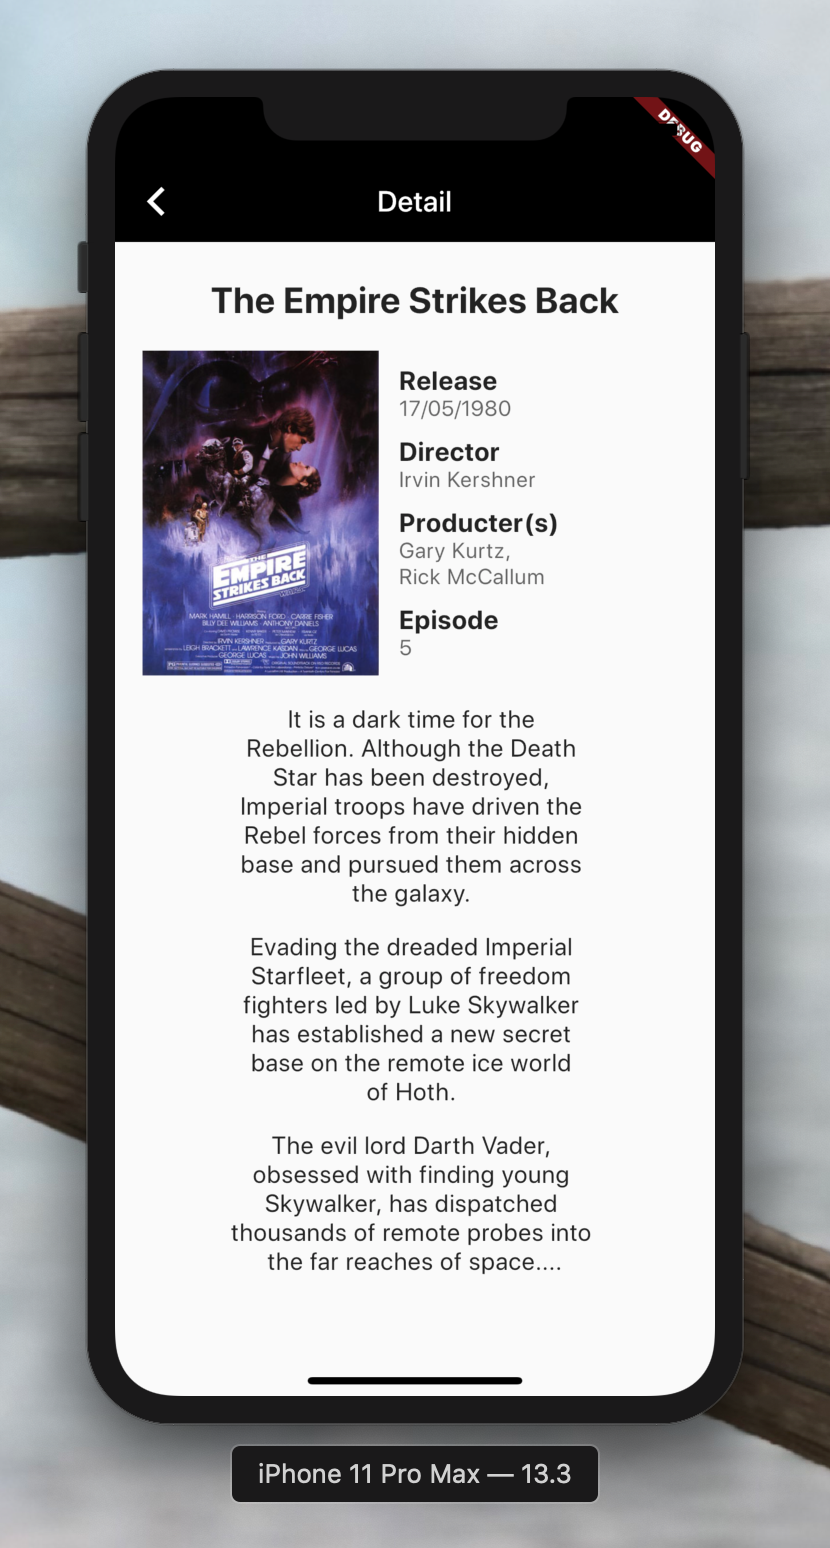 DEBUG
Detail
The Empire Strikes Back
Release
17/05/1980
Director
Irvin Kershner
Producter(s)
Gary Kurtz,
Rick McCallum
Episode
5
THE
EMPIRE
STRIKES BACK
MARK HAMILL · HARRISON FORD · CARRIE FISHER
BILLY DEE WILLIAMS · ANTHONY DANIELS
IRVIN KERSHNER GARY KURTZ
LEIGH BRACKETT LAWRENCE KASDAN GEORGE LUCAS
GEORGE LUCAS JOHN WILLIAMS
It is a dark time for the
Rebellion. Although the Death
Star has been destroyed,
Imperial troops have driven the
Rebel forces from their hidden
base and pursued them across
the galaxy.
Evading the dreaded Imperial
Starfleet, a group of freedom
fighters led by Luke Skywalker
has established a new secret
base on the remote ice world
of Hoth.
The evil lord Darth Vader,
obsessed with finding young
Skywalker, has dispatched
thousands of remote probes into
the far reaches of space....
iPhone 11 Pro Max — 13.3